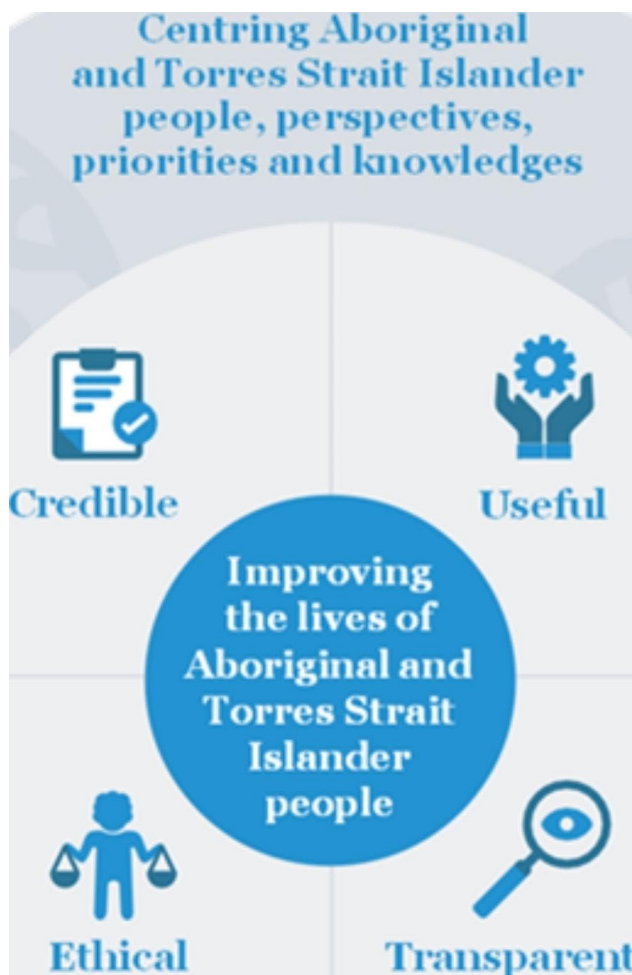 Centring Aboriginal
and Torres Strait Islander
people, perspectives,
priorities and knowledges
Credible
Useful
Improving
the lives of
Aboriginal and
Torres Strait
Islander
people
Ethical
Transparent